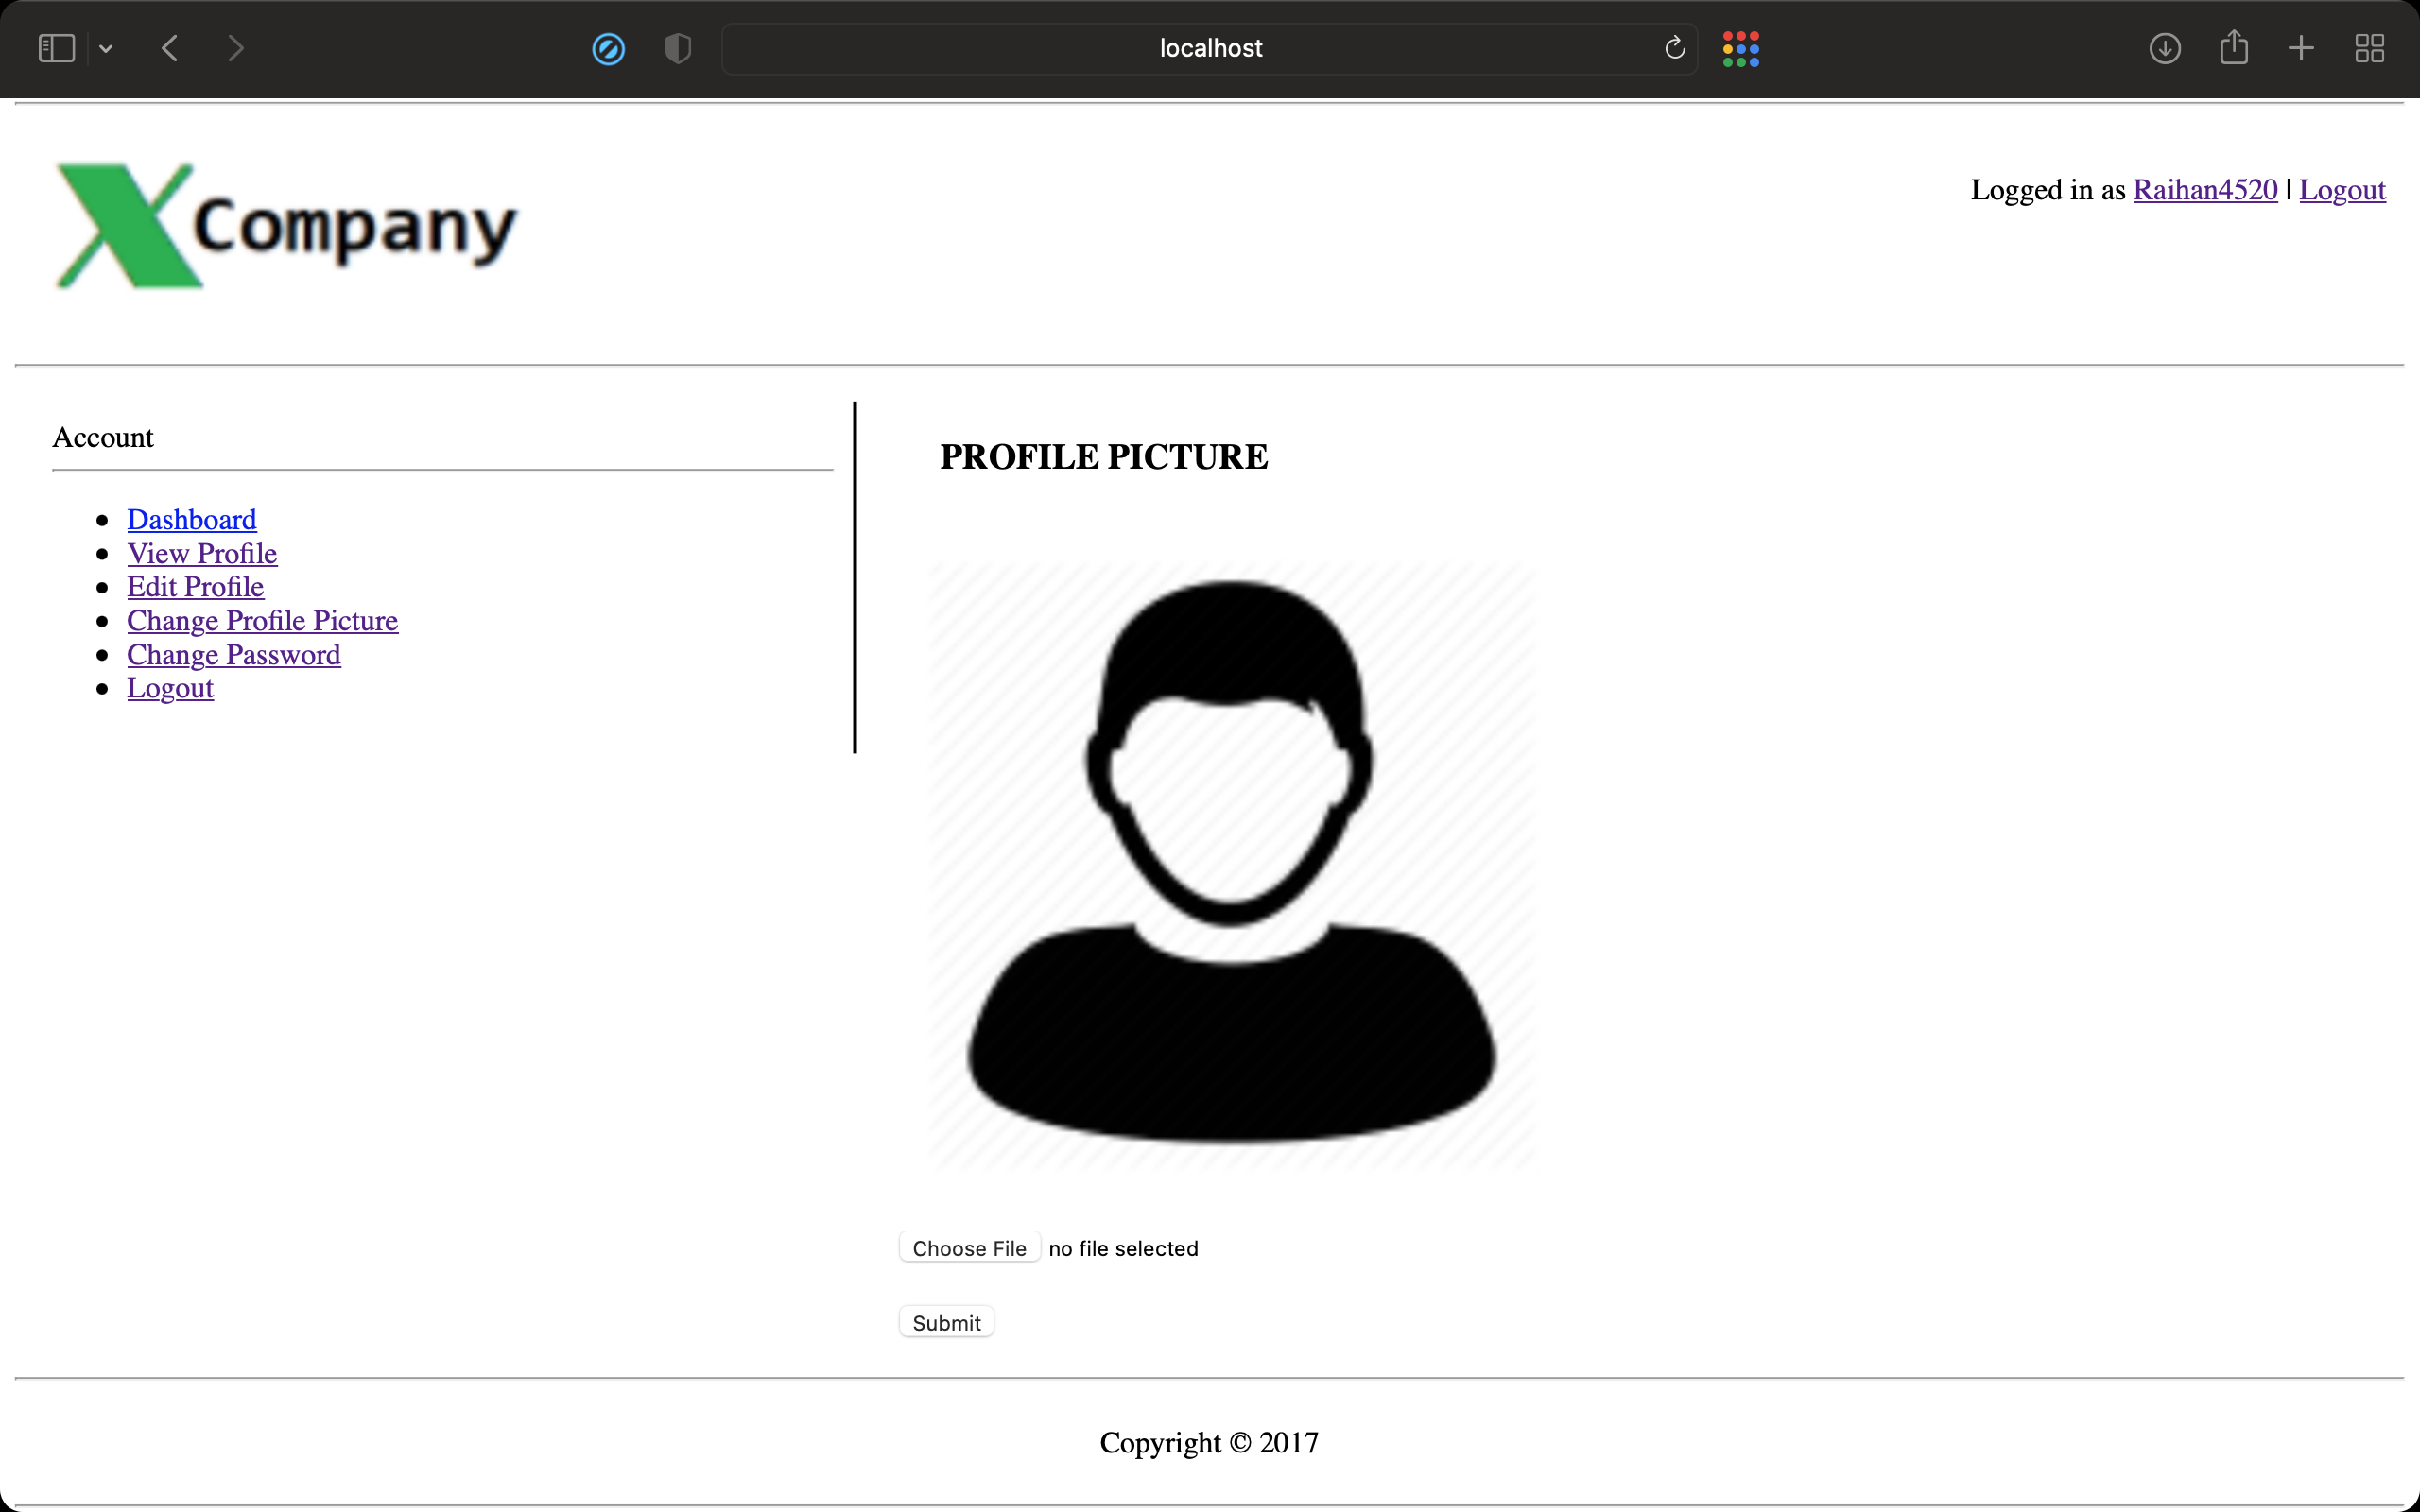 localhost
X Company
Logged in as Raihan4520 | Logout
Account
Dashboard
View Profile
Edit Profile
Change Profile Picture
Change Password
Logout
PROFILE PICTURE
Choose File no file selected
Submit
Copyright © 2017